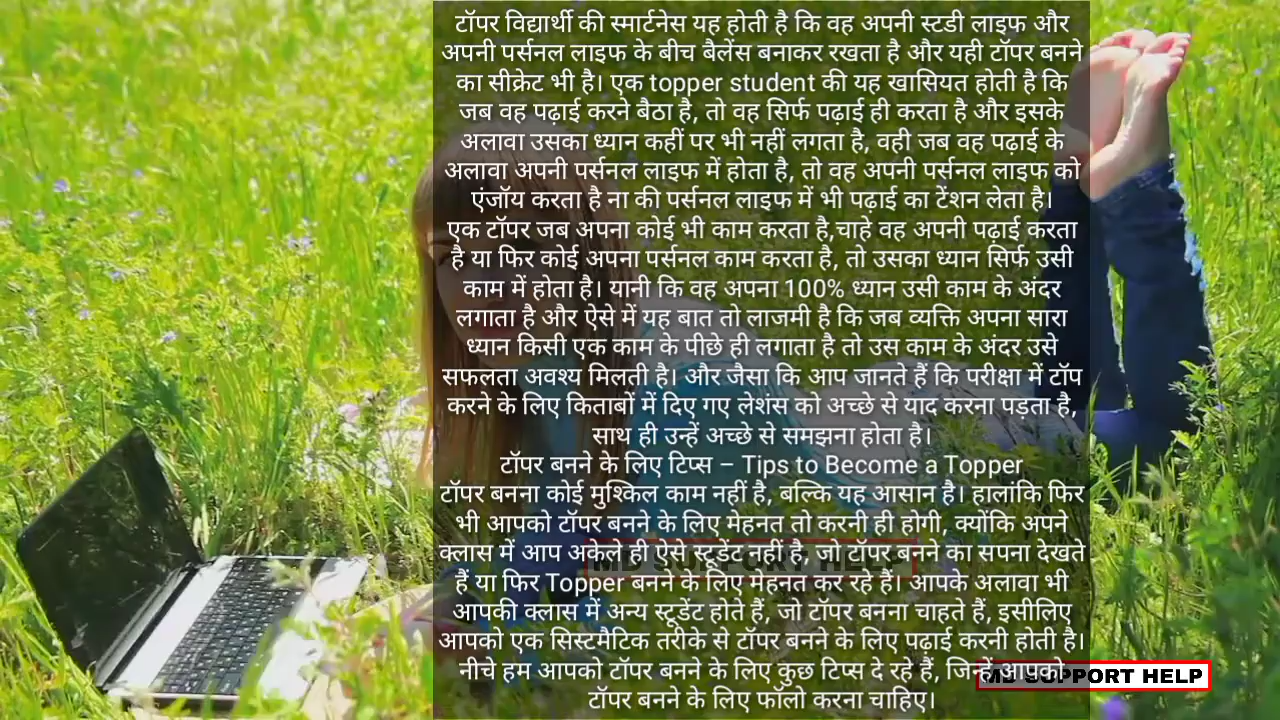 टॉपर विद्यार्थी की स्मार्टनेस यह होती है कि वह अपनी स्टडी लाइफ और
अपनी पर्सनल लाइफ के बीच बैलेंस बनाकर रखता है और यही टॉपर बनने
का सीक्रेट भी है। एक topper student की यह खासियत होती है कि
जब वह पढ़ाई करने बैठा है, तो वह सिर्फ पढ़ाई ही करता है और इसके
अलावा उसका ध्यान कहीं पर भी नहीं लगता है, वही जब वह पढ़ाई के
अलावा अपनी पर्सनल लाइफ में होता है, तो वह अपनी पर्सनल लाइफ को
एंजॉय करता है ना की पर्सनल लाइफ में भी पढ़ाई का टेंशन लेता है।
एक टॉपर जब अपना कोई भी काम करता है,चाहे वह अपनी पढ़ाई करता
है या फिर कोई अपना पर्सनल काम करता है, तो उसका ध्यान सिर्फ उसी
काम में होता है। यानी कि वह अपना 100% ध्यान उसी काम के अंदर
लगाता है और ऐसे में यह बात तो लाजमी है कि जब व्यक्ति अपना सारा
ध्यान किसी एक काम के पीछे ही लगाता है तो उस काम के अंदर उसे
सफलता अवश्य मिलती है। और जैसा कि आप जानते हैं कि परीक्षा में टॉप
करने के लिए किताबों में दिए गए लेशंस को अच्छे से याद करना पड़ता है,
साथ ही उन्हें अच्छे से समझना होता है।
टॉपर बनने के लिए टिप्स – Tips to Become a Topper
टॉपर बनना कोई मुश्किल काम नहीं है, बल्कि यह आसान है। हालांकि फिर
भी आपको टॉपर बनने के लिए मेहनत तो करनी ही होगी, क्योंकि अपने
क्लास में आप अकेले ही ऐसे स्टूडेंट नहीं है, जो टॉपर बनने का सपना देखते
MD SUPPORT HELP
हैं या फिर Topper बनने के लिए मेहनत कर रहे हैं। आपके अलावा भी
आपकी क्लास में अन्य स्टूडेंट होते हैं, जो टॉपर बनना चाहते हैं, इसीलिए
आपको एक सिस्टमैटिक तरीके से टॉपर बनने के लिए पढ़ाई करनी होती है।
नीचे हम आपको टॉपर बनने के लिए कुछ टिप्स दे रहे हैं, जिन्हें आपको
MD SUPPORT HELP
टॉपर बनने के लिए फॉलो करना चाहिए।